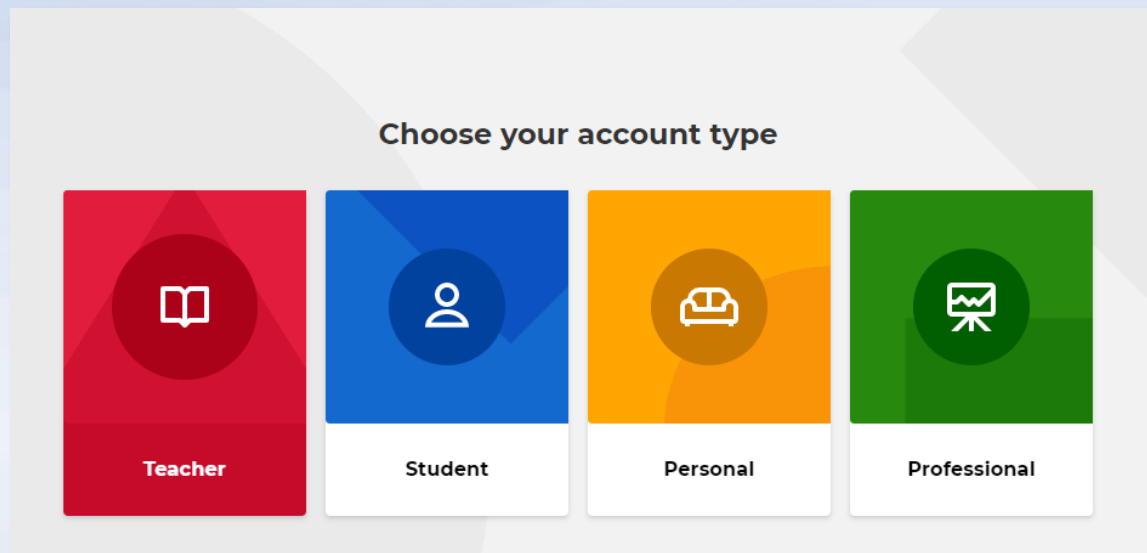 Choose your account type
Teacher
Student
Personal
Professional